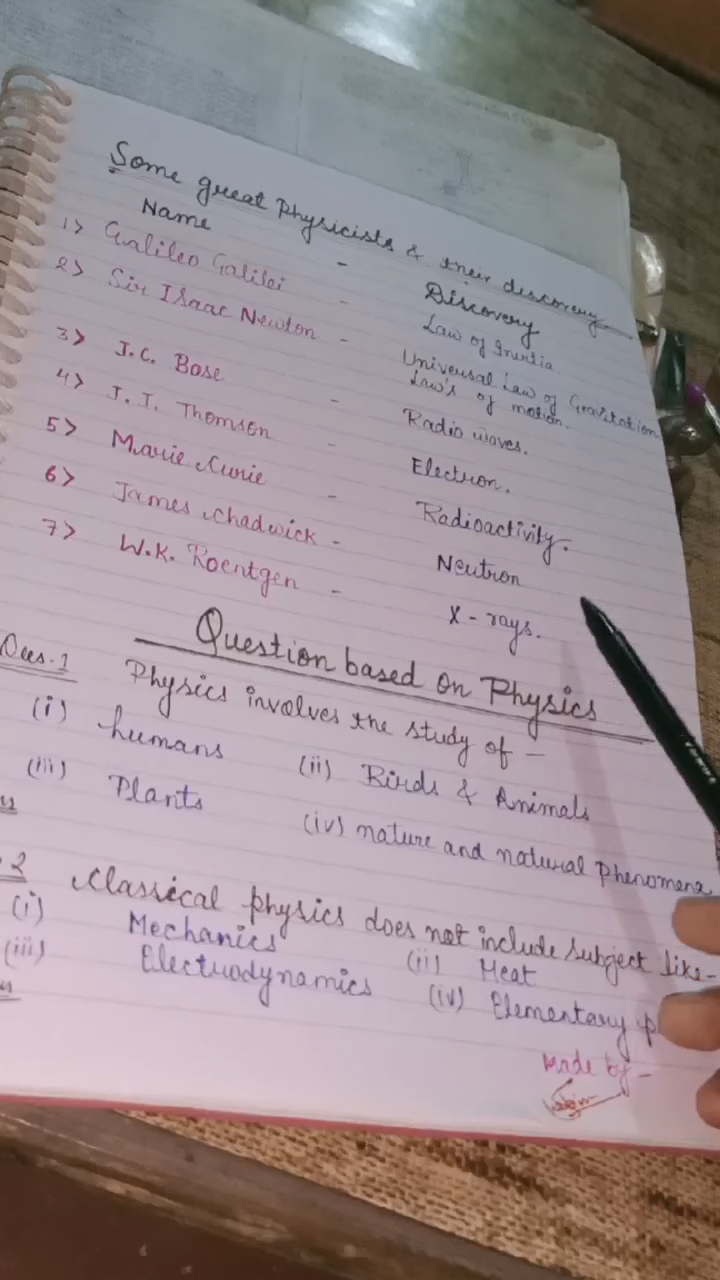 Some great Physicists & their discovery
Name - Discovery
1> Galileo Galilei - Law of Inertia
2> Sir Isaac Newton - Universal Law of Gravitation
Law's of motion.
3> J.C. Bose - Radio waves.
4> J.J. Thomson - Electron.
5> Marie Curie - Radioactivity.
6> James Chadwick - Neutron
7> W.K. Roentgen - X-rays.
Question based on Physics
Ques.1 Physics involves the study of -
(i) humans (ii) Birds & Animals
(iii) Plants (iv) nature and natural Phenomena
2 Classical physics does not include subject like-
(i) Mechanics (ii) Heat
(iii) Electrodynamics (iv) Elementary p
Made by -